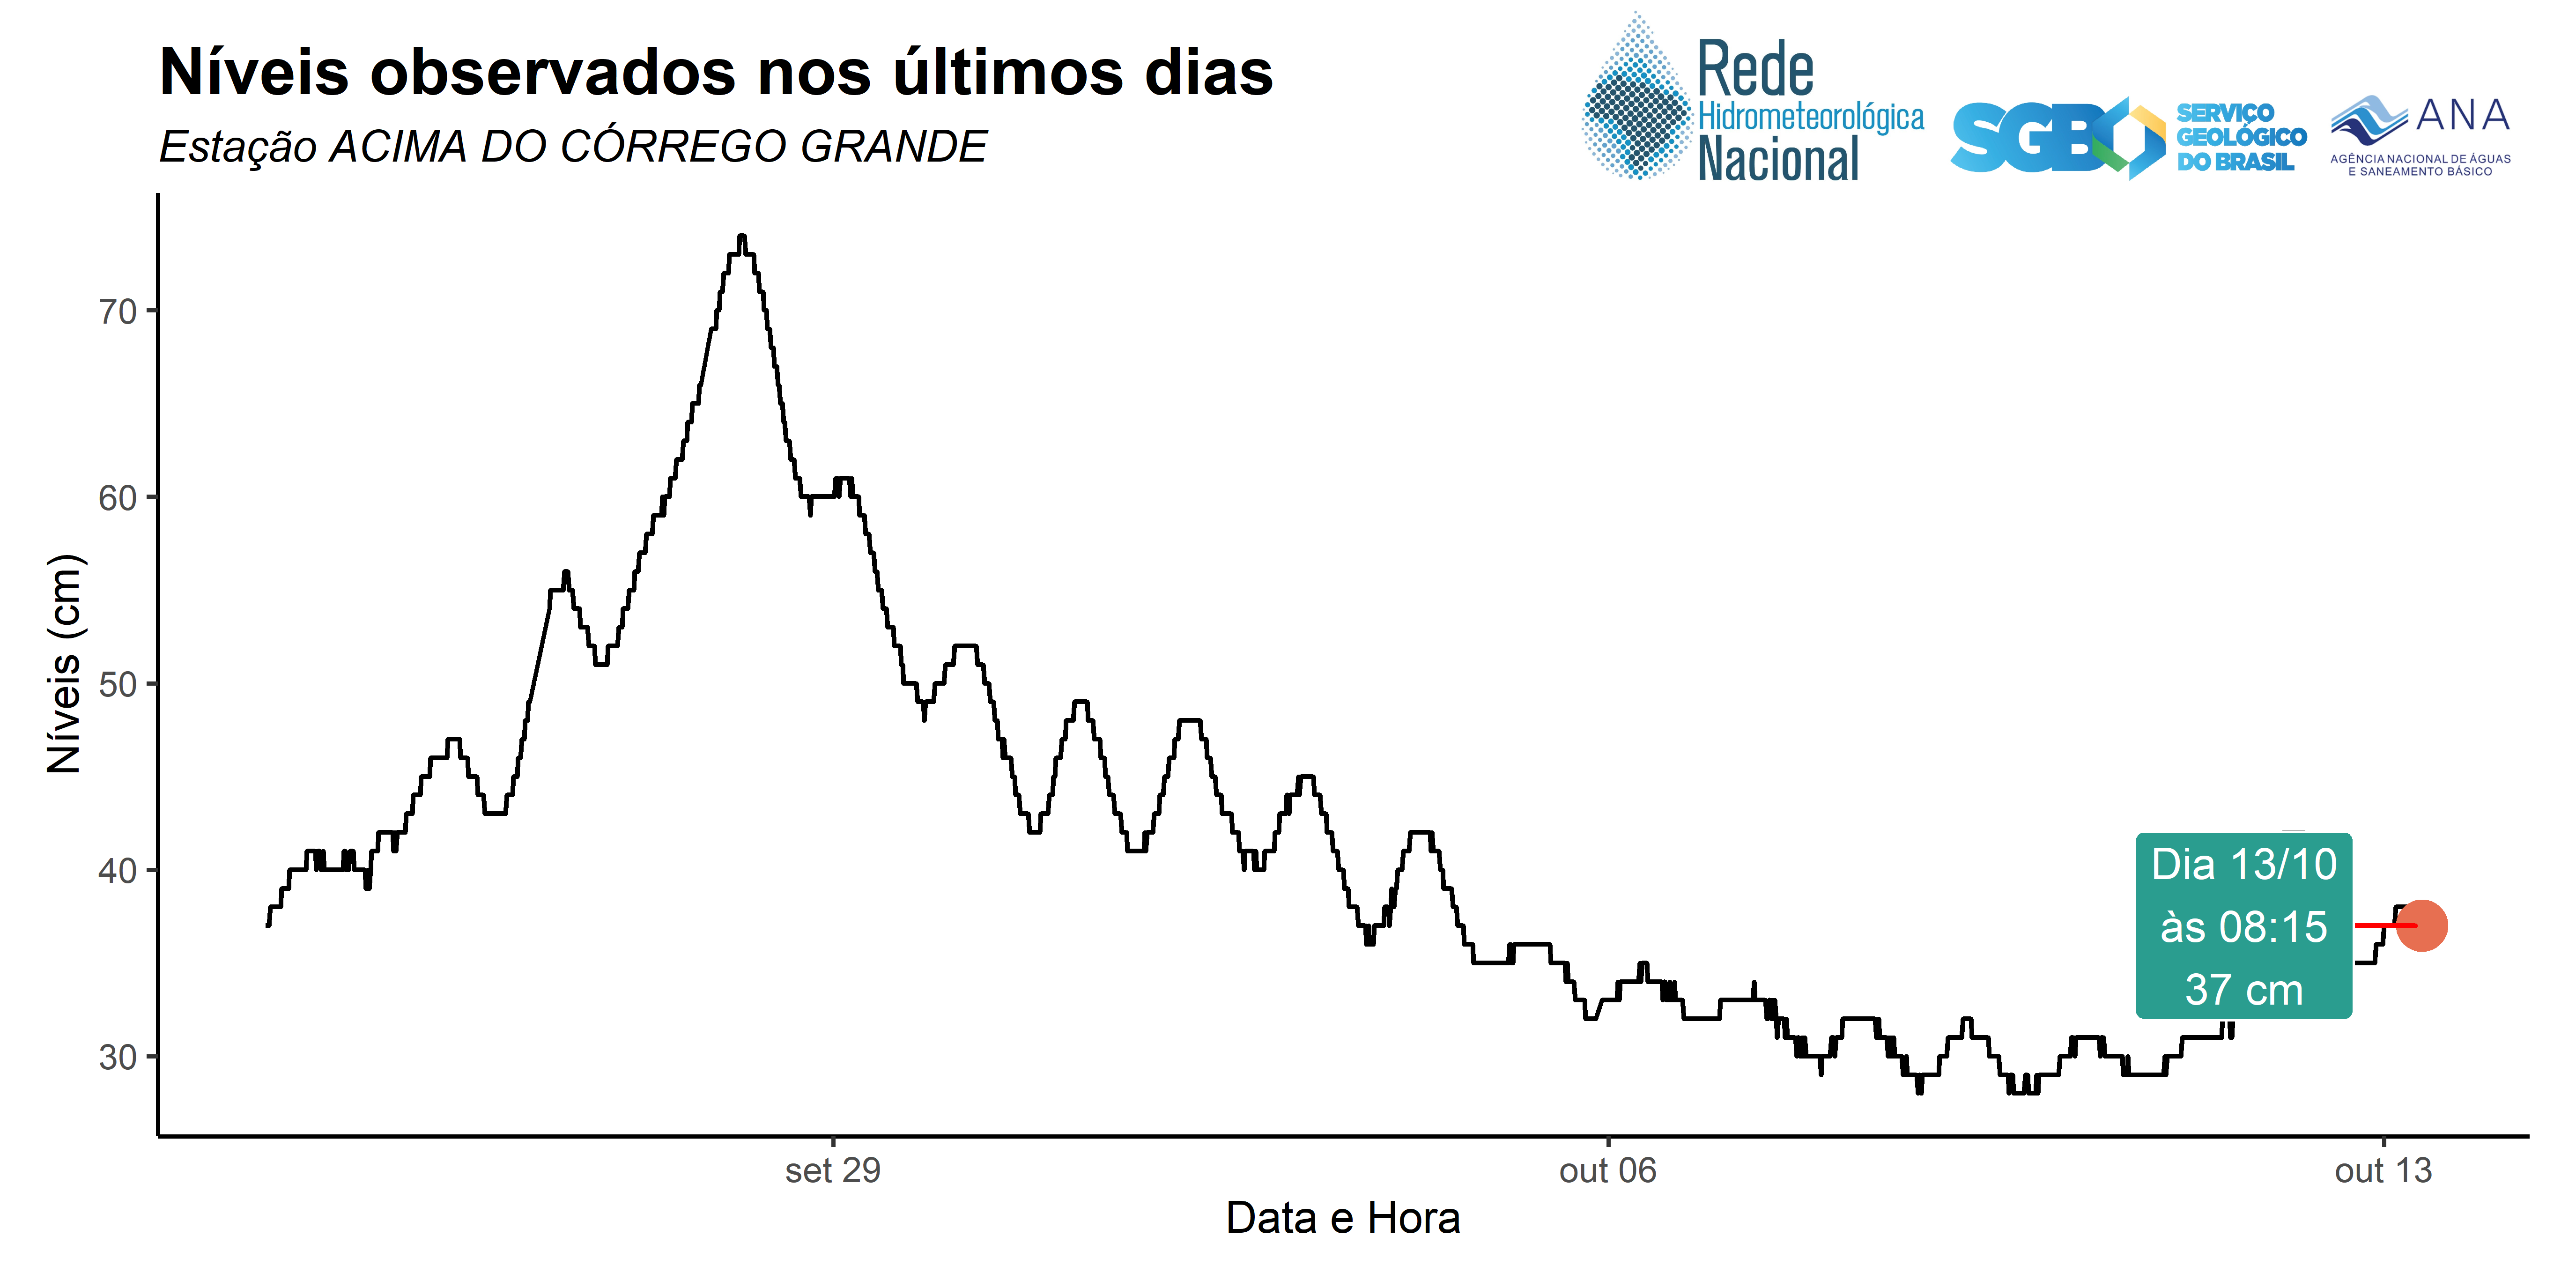 Níveis observados nos últimos dias
Estação ACIMA DO CÓRREGO GRANDE
Rede
Hidrometeorológica
Nacional
SGB
SERVIÇO
GEOLÓGICO
DO BRASIL
ANA
AGÊNCIA NACIONAL DE ÁGUAS
E SANEAMENTO BÁSICO
Níveis (cm)
70
60
50
40
30
Dia 13/10
às 08:15
37 cm
set 29
out 06
out 13
Data e Hora